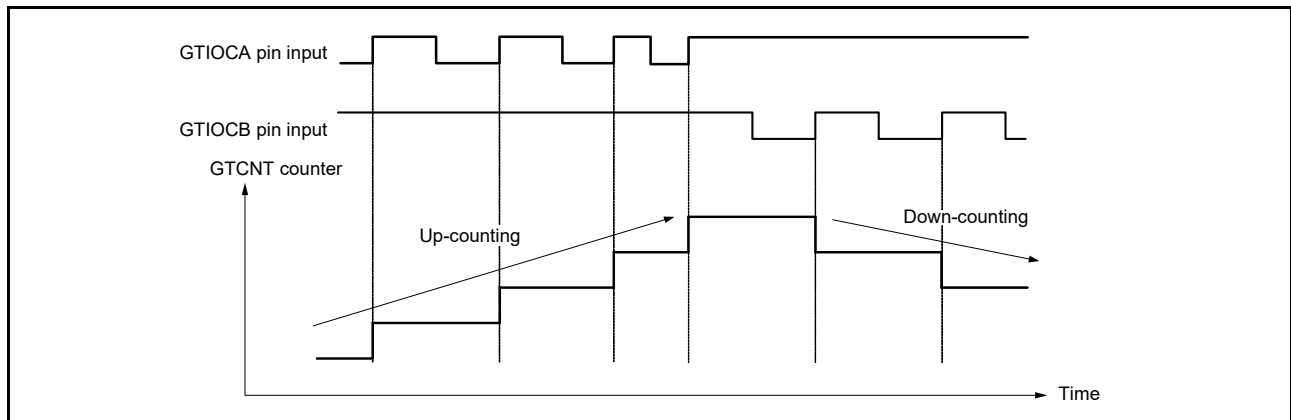 GTIOCA pin input
GTIOCB pin input
GTCNT counter
Up-counting
Down-counting
Time